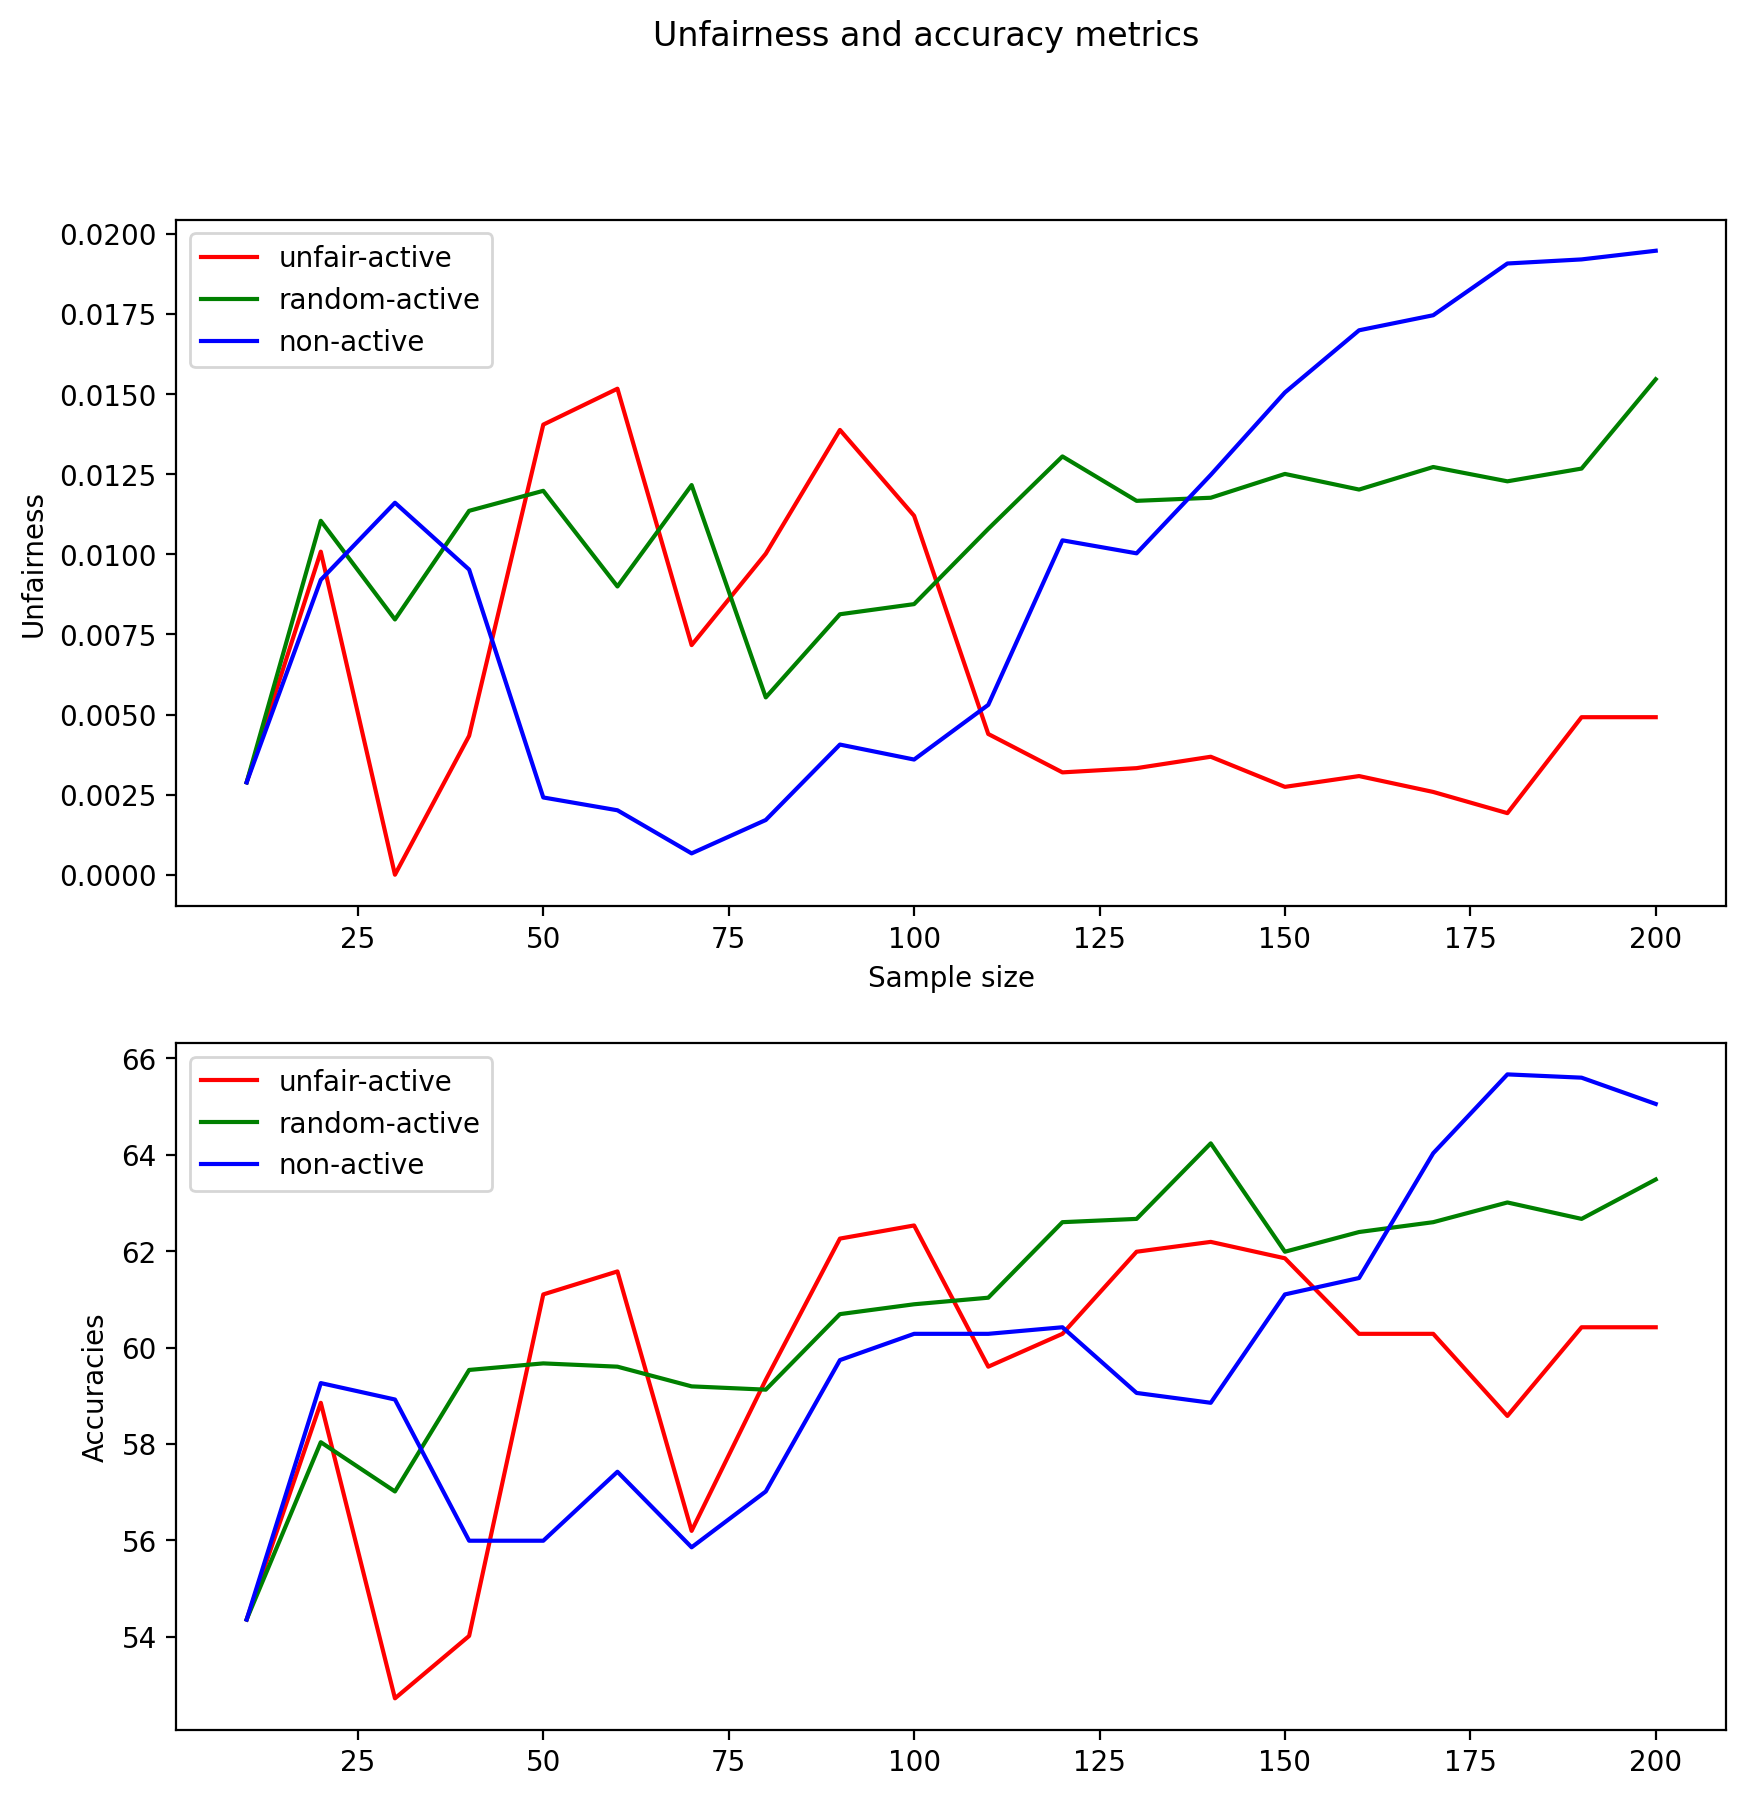 Unfairness and accuracy metrics
0.0200
0.0175
0.0150
0.0125
0.0100
0.0075
0.0050
0.0025
0.0000
Unfairness
unfair-active
random-active
non-active
25 50 75 100 125 150 175 200
Sample size
66
64
62
60
58
56
54
Accuracies
unfair-active
random-active
non-active
25 50 75 100 125 150 175 200